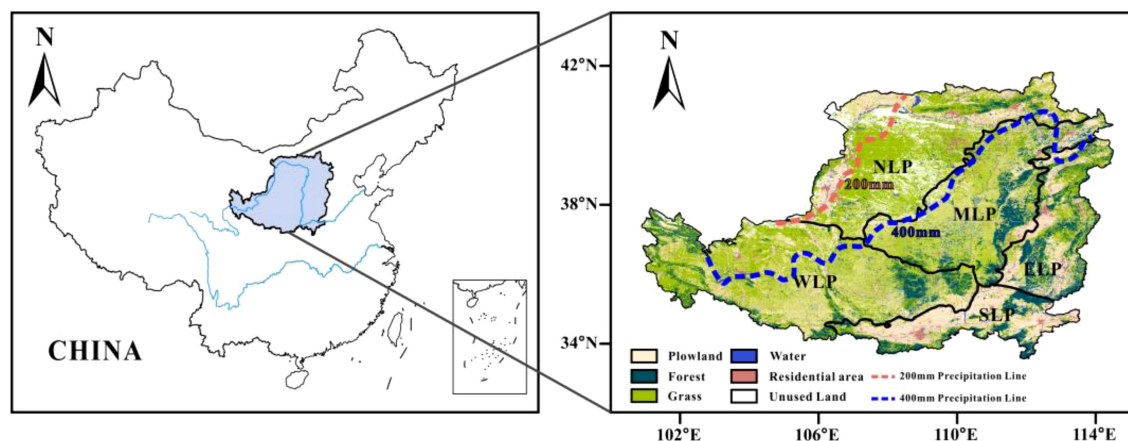 N
CHINA
N
42°N
38°N
34°N
NLP
200mm
MLP
400mm
WLP
ELP
SLP
Plowland
Water
Forest
Residential area
200mm Precipitation Line
Grass
Unused Land
400mm Precipitation Line
102°E
106°E
110°E
114°E